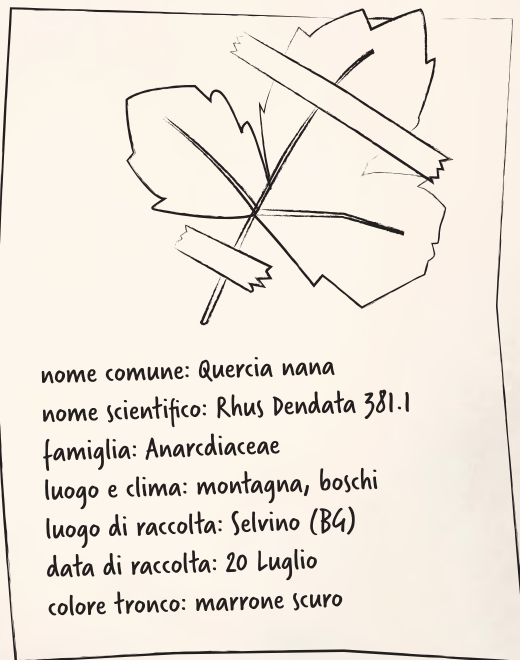 nome comune: Quercia nana
nome scientifico: Rhus Dendata 381.1
famiglia: Anarcdiaceae
luogo e clima: montagna, boschi
luogo di raccolta: Selvino (BG)
data di raccolta: 20 Luglio
colore tronco: marrone scuro